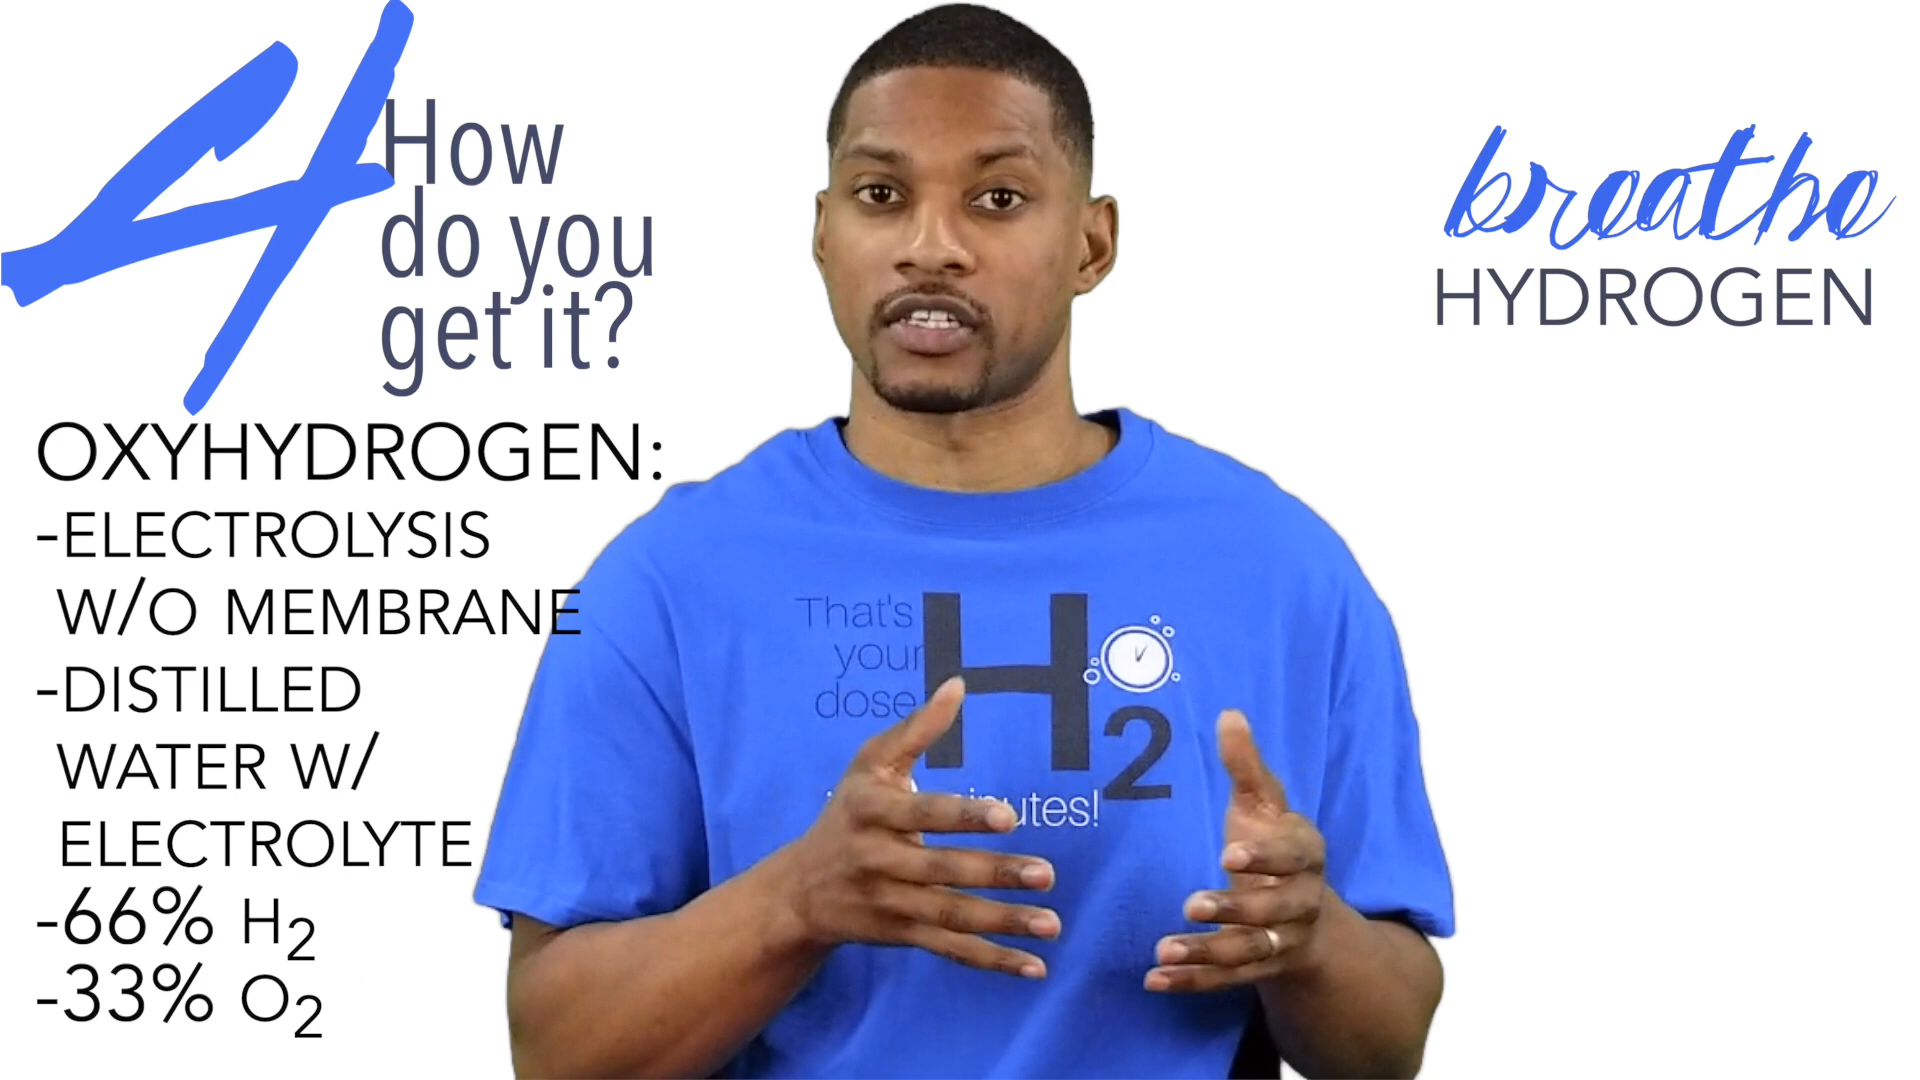 4
How
do you
get it?
OXYHYDROGEN:
-ELECTROLYSIS
W/O MEMBRANE
-DISTILLED
WATER W/
ELECTROLYTE
-66% H2
-33% O2
breathe
HYDROGEN
That's
your
dose
H2